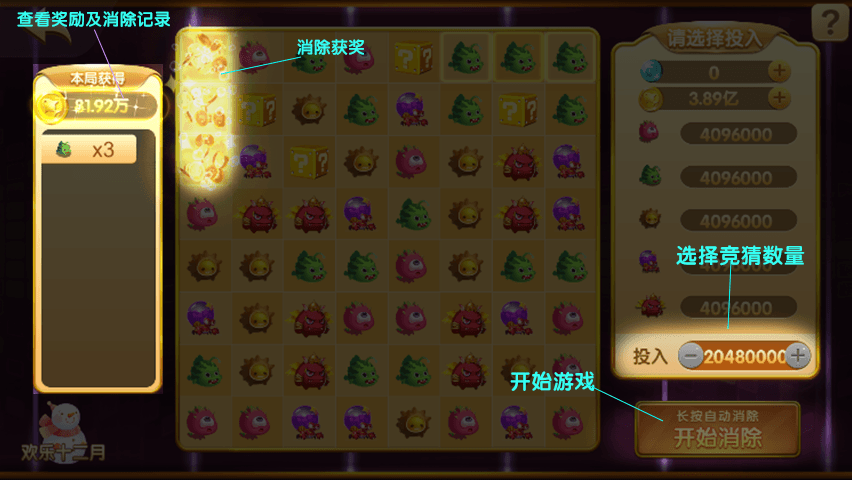 查看奖励及消除记录
消除获奖
?
请选择投入
本局获得
81.92万
x3
0
3.89亿
4096000
4096000
4096000
选择竞猜数量
4096000
4096000
投入
20480000
开始游戏
长按自动消除
开始消除
欢乐十二月